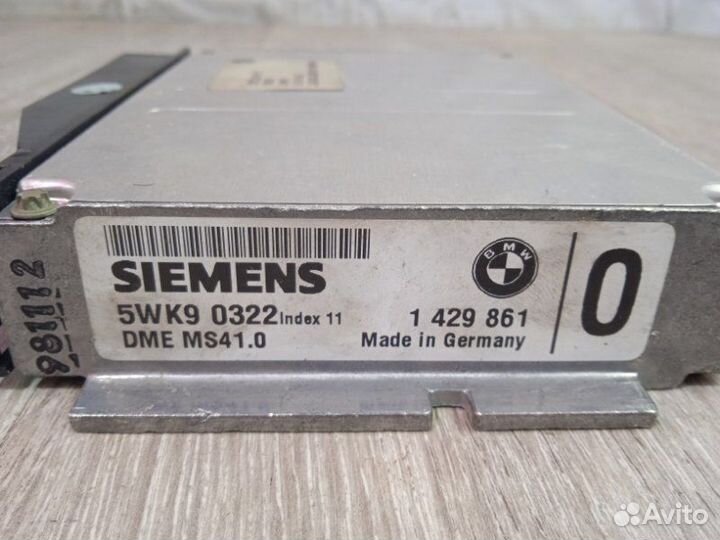 SIEMENS
5WK9 0322 Index 11
DME MS41.0
BMW
1 429 861
Made in Germany
0
981112
Avito